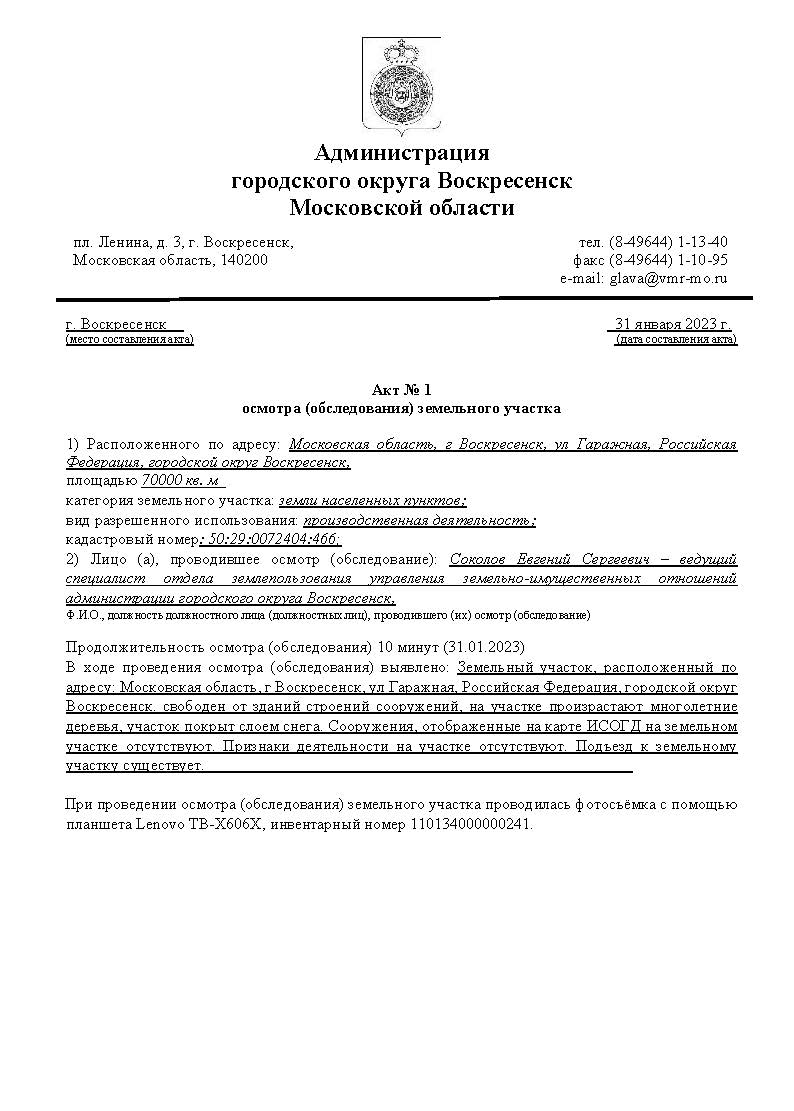 Администрация
городского округа Воскресенск
Московской области
пл. Ленина, д. 3, г. Воскресенск,
Московская область, 140200
тел. (8-49644) 1-13-40
факс (8-49644) 1-10-95
e-mail: glava@vmr-mo.ru
г. Воскресенск
(место составления акта)
31 января 2023 г.
(дата составления акта)
Акт № 1
осмотра (обследования) земельного участка
1) Расположенного по адресу: Московская область, г Воскресенск, ул Гаражная, Российская
Федерация, городской округ Воскресенск,
площадью 70000 кв. м
категория земельного участка: земли населенных пунктов;
вид разрешенного использования: производственная деятельность;
кадастровый номер: 50:29:0072404:466;
2) Лицо (а), проводившее осмотр (обследование): Соколов Евгений Сергеевич – ведущий
специалист отдела землепользования управления земельно-имущественных отношений
администрации городского округа Воскресенск,
Ф.И.О., должность должностного лица (должностных лиц), проводившего (их) осмотр (обследование)
Продолжительность осмотра (обследования) 10 минут (31.01.2023)
В ходе проведения осмотра (обследования) выявлено: Земельный участок, расположенный по
адресу: Московская область, г Воскресенск, ул Гаражная, Российская Федерация, городской округ
Воскресенск. свободен от зданий строений сооружений, на участке произрастают многолетние
деревья, участок покрыт слоем снега. Сооружения, отображенные на карте ИСОГД на земельном
участке отсутствуют. Признаки деятельности на участке отсутствуют. Подъезд к земельному
участку существует.
При проведении осмотра (обследования) земельного участка проводилась фотосъёмка с помощью
планшета Lenovo TB-X606X, инвентарный номер 110134000000241.